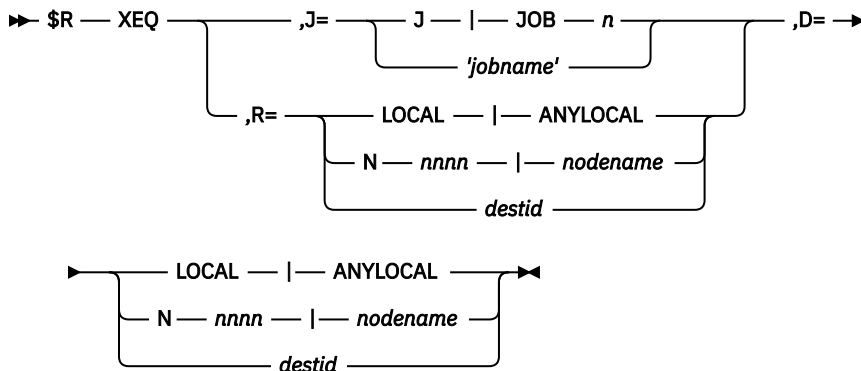 $R XEQ ,J= J | JOB n ,D=
'jobname'
,R= LOCAL | ANYLOCAL
N nnnn | nodename
destid
LOCAL | ANYLOCAL
N nnnn | nodename
destid